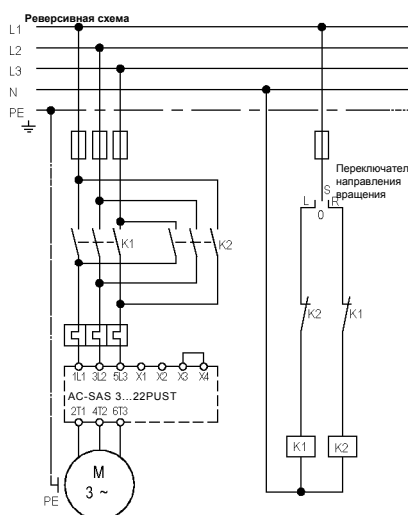 Реверсивная схема
L1
L2
L3
N
PE
Переключател
направления
вращения
S
L R
0
K1
K2
K2
K1
1L1 3L2 5L3 X1 X2 X3 X4
AC-SAS 3...22PUST
2T1 4T2 6T3
K1
K2
M
3 ~
PE